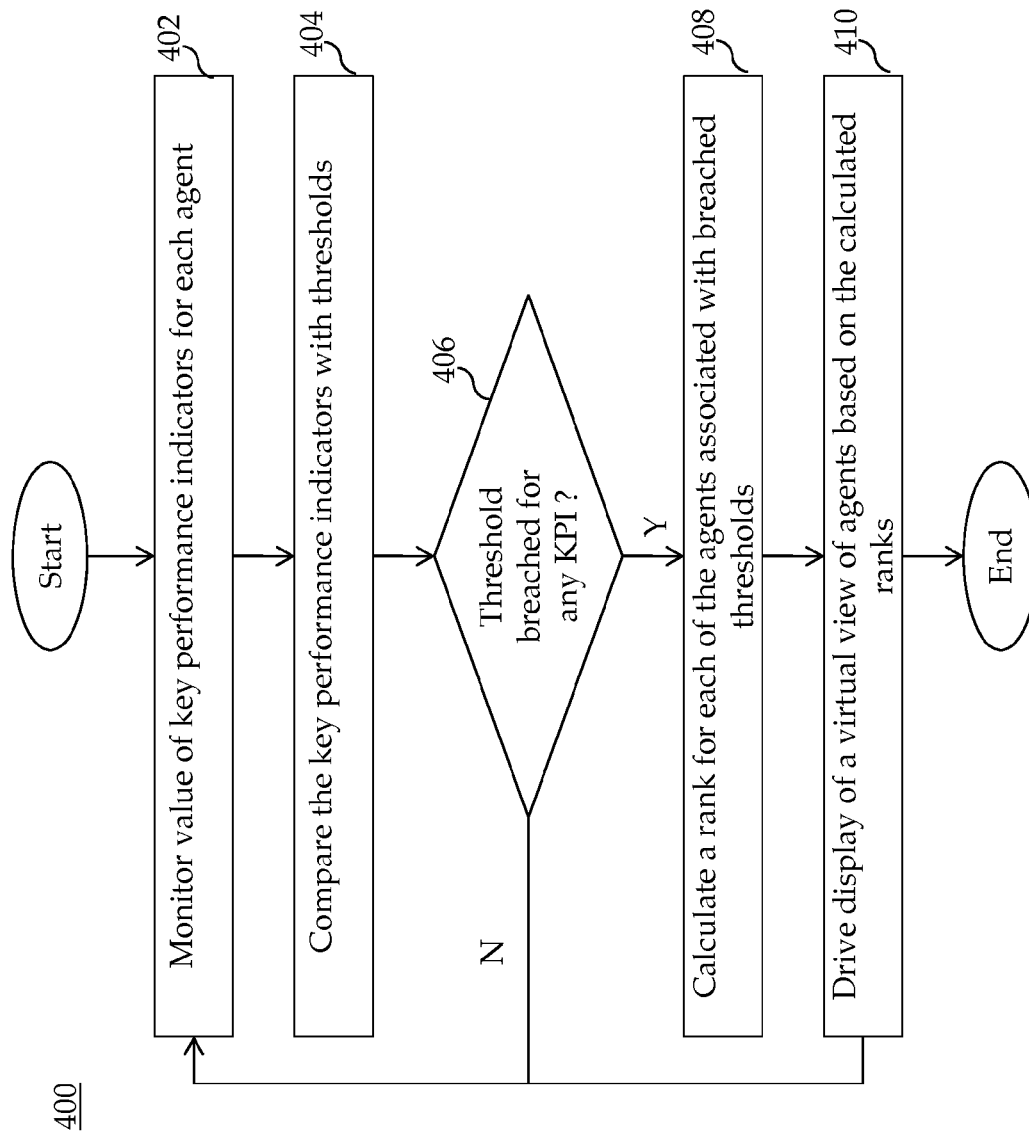 400
Start
Monitor value of key performance indicators for each agent
402
Compare the key performance indicators with thresholds
404
Threshold
breached for
any KPI ?
406
N
Y
Calculate a rank for each of the agents associated with breached
thresholds
408
Drive display of a virtual view of agents based on the calculated
ranks
410
End